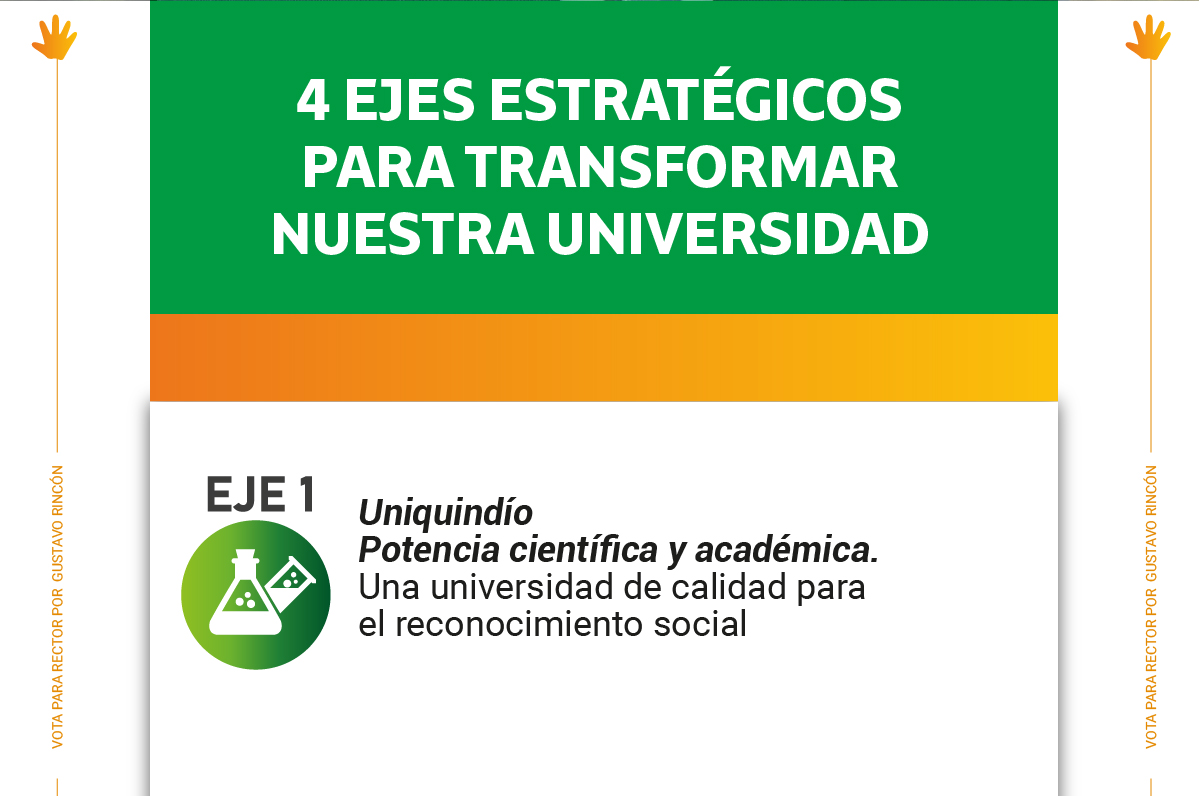 4 EJES ESTRATÉGICOS
PARA TRANSFORMAR
NUESTRA UNIVERSIDAD
EJE 1
Uniquindío
Potencia científica y académica.
Una universidad de calidad para
el reconocimiento social
VOTA PARA RECTOR POR GUSTAVO RINCÓN
VOTA PARA RECTOR POR GUSTAVO RINCÓN